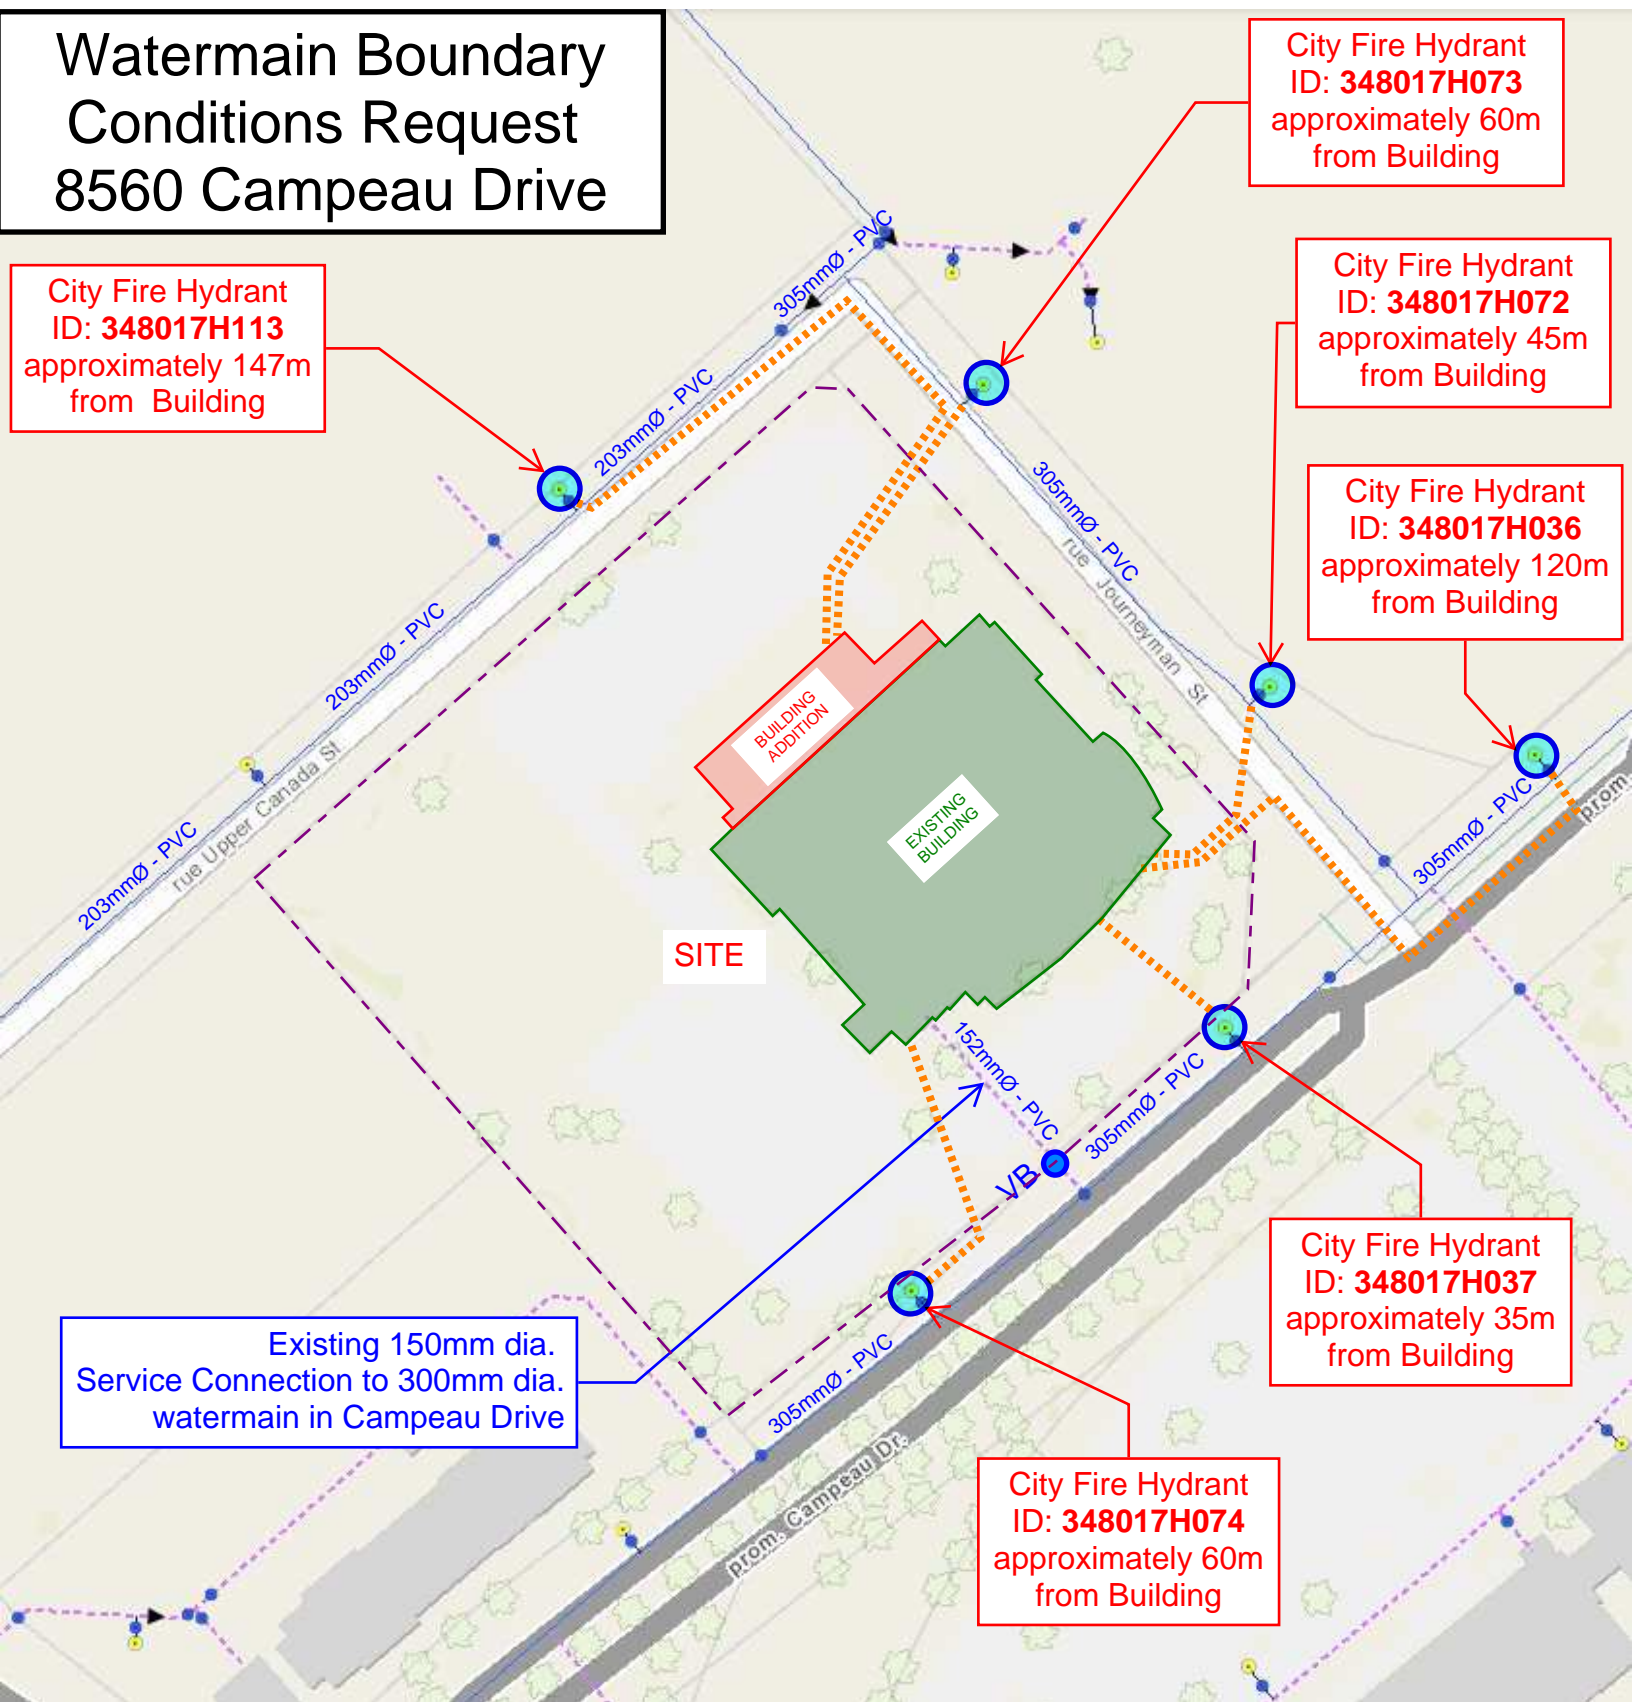 Watermain Boundary
Conditions Request
8560 Campeau Drive
City Fire Hydrant
ID: 348017H073
approximately 60m
from Building
City Fire Hydrant
ID: 348017H113
approximately 147m
from Building
City Fire Hydrant
ID: 348017H072
approximately 45m
from Building
City Fire Hydrant
ID: 348017H036
approximately 120m
from Building
305mmØ - PVC
203mmØ - PVC
305mmØ - PVC
rue Journeyman St
203mmØ - PVC
rue Upper Canada St
203mmØ - PVC
BUILDING
ADDITION
EXISTING
BUILDING
305mmØ - PVC
prom.
SITE
152mmØ - PVC
305mmØ - PVC
VB
Existing 150mm dia.
Service Connection to 300mm dia.
watermain in Campeau Drive
305mmØ - PVC
prom. Campeau Dr.
City Fire Hydrant
ID: 348017H037
approximately 35m
from Building
City Fire Hydrant
ID: 348017H074
approximately 60m
from Building